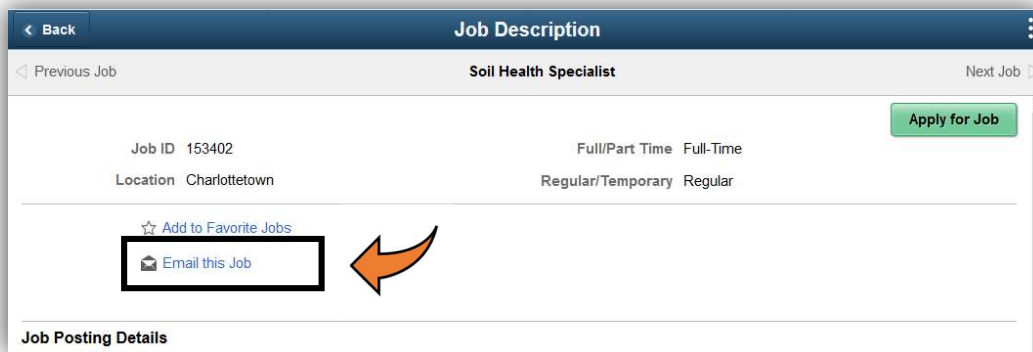 Back Job Description
Previous Job Soil Health Specialist Next Job
Apply for Job
Job ID 153402 Full/Part Time Full-Time
Location Charlottetown Regular/Temporary Regular
Add to Favorite Jobs
Email this Job
Job Posting Details